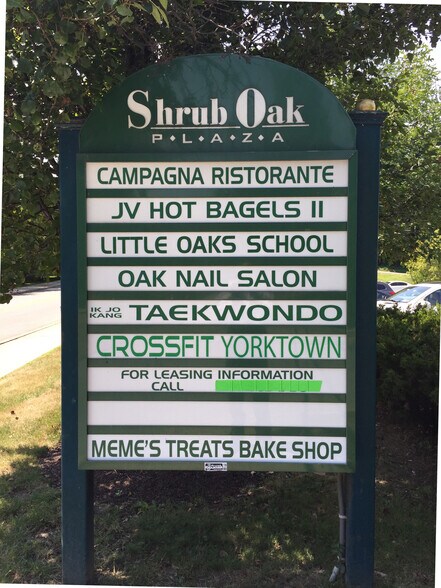 Shrub Oak
P•L•A•Z•A
CAMPAGNA RISTORANTE
JV HOT BAGELS II
LITTLE OAKS SCHOOL
OAK NAIL SALON
IK JO
KANG TAEKWONDO
CROSSFIT YORKTOWN
FOR LEASING INFORMATION
CALL
MEME'S TREATS BAKE SHOP